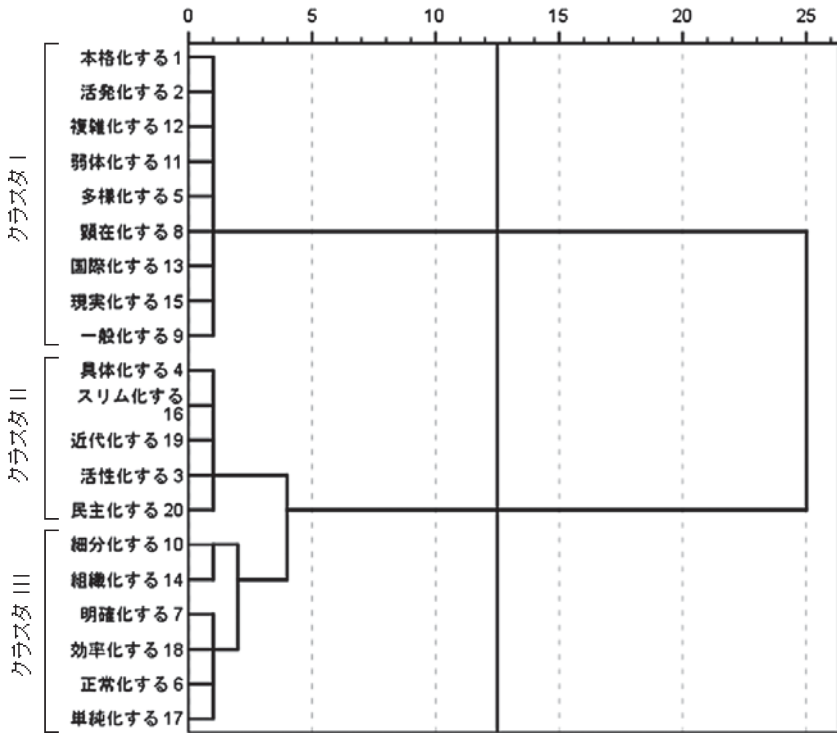 0 5 10 15 20 25
クラスタ I
本格化する 1
活発化する 2
複雑化する 12
弱体化する 11
多様化する 5
顕在化する 8
国際化する 13
現実化する 15
一般化する 9
クラスタ II
具体化する 4
スリム化する
16
近代化する 19
活性化する 3
民主化する 20
クラスタ III
細分化する 10
組織化する 14
明確化する 7
効率化する 18
正常化する 6
単純化する 17